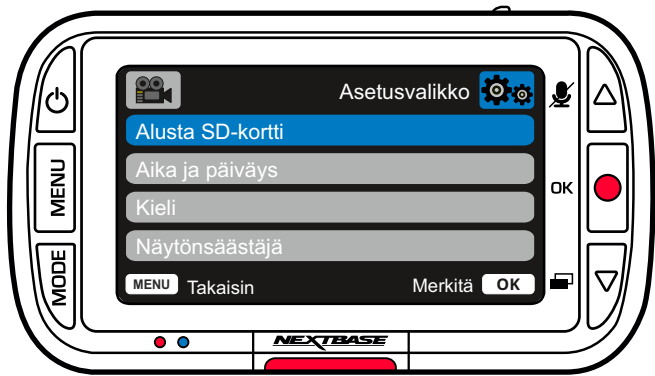 Asetusvalikko
Alusta SD-kortti
Aika ja päiväys
Kieli
Näytönsäästäjä
MENU Takaisin Merkitä OK
MENU
MODE
OK
NEXTBASE